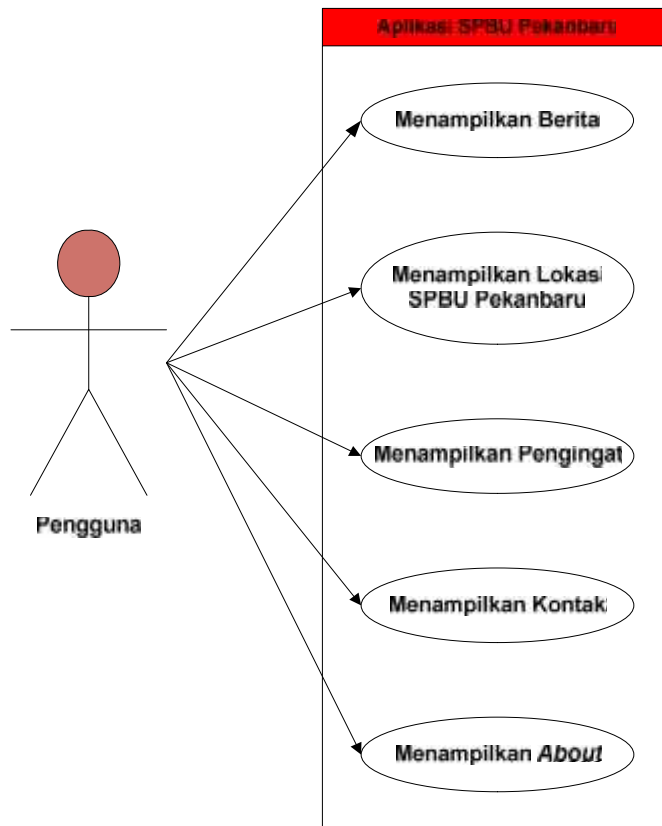 Aplikasi SPBU Pekanbaru
Menampilkan Berita
Menampilkan Lokasi
SPBU Pekanbaru
Menampilkan Pengingat
Pengguna
Menampilkan Kontak
Menampilkan About